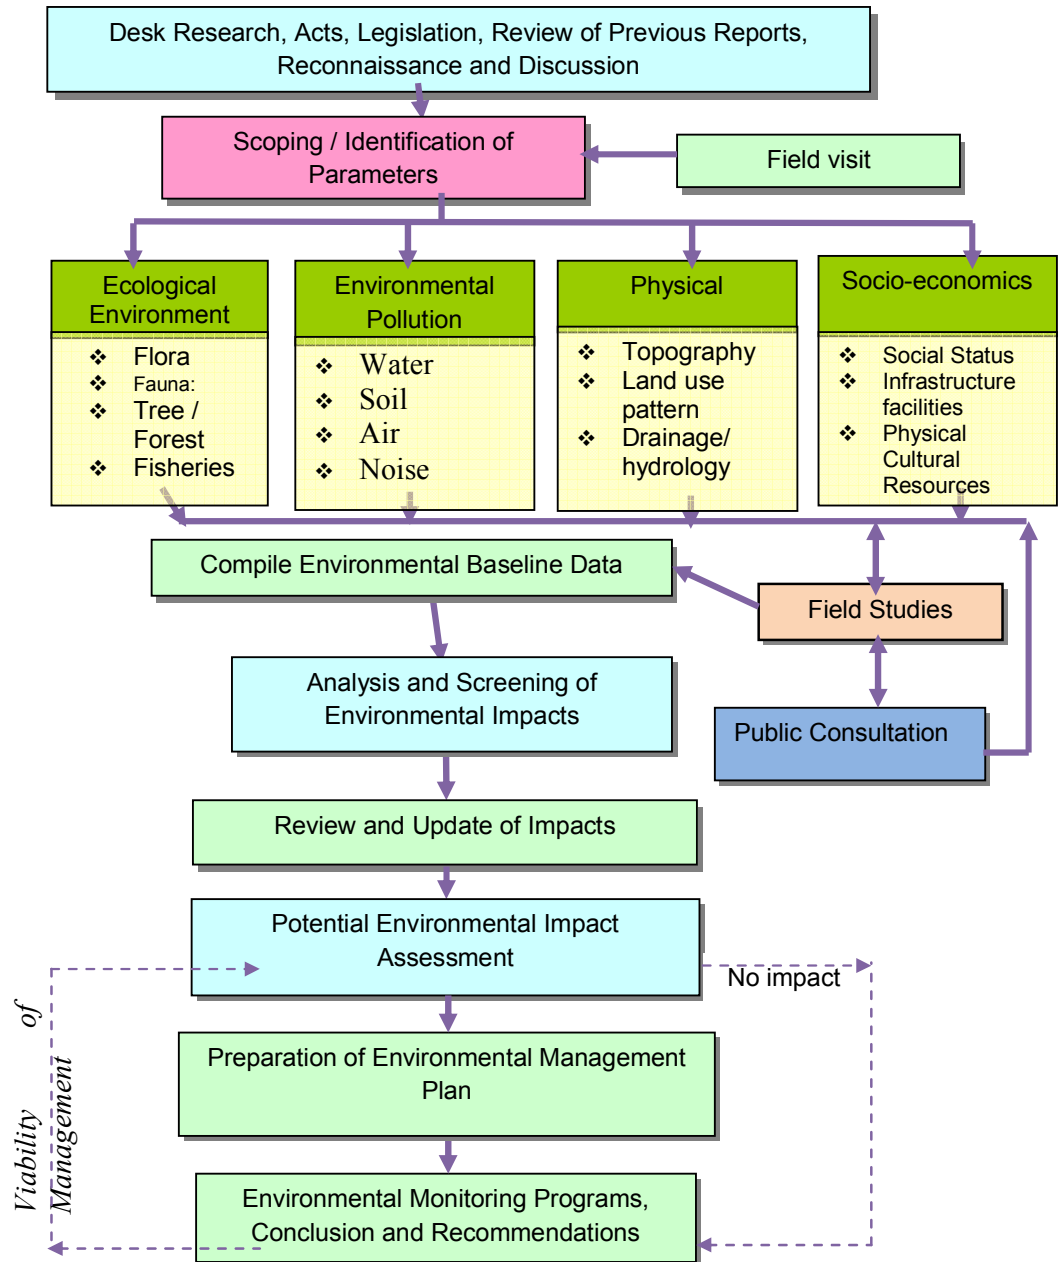 Desk Research, Acts, Legislation, Review of Previous Reports,
Reconnaissance and Discussion
Scoping / Identification of
Parameters
Field visit
Ecological
Environment
❖ Flora
❖ Fauna:
❖ Tree /
Forest
❖ Fisheries
Environmental
Pollution
❖ Water
❖ Soil
❖ Air
❖ Noise
Physical
❖ Topography
❖ Land use
pattern
❖ Drainage/
hydrology
Socio-economics
❖ Social Status
❖ Infrastructure
facilities
❖ Physical
Cultural
Resources
Compile Environmental Baseline Data
Field Studies
Analysis and Screening of
Environmental Impacts
Public Consultation
Review and Update of Impacts
Potential Environmental Impact
Assessment
No impact
Viability of
Management
Preparation of Environmental Management
Plan
Environmental Monitoring Programs,
Conclusion and Recommendations